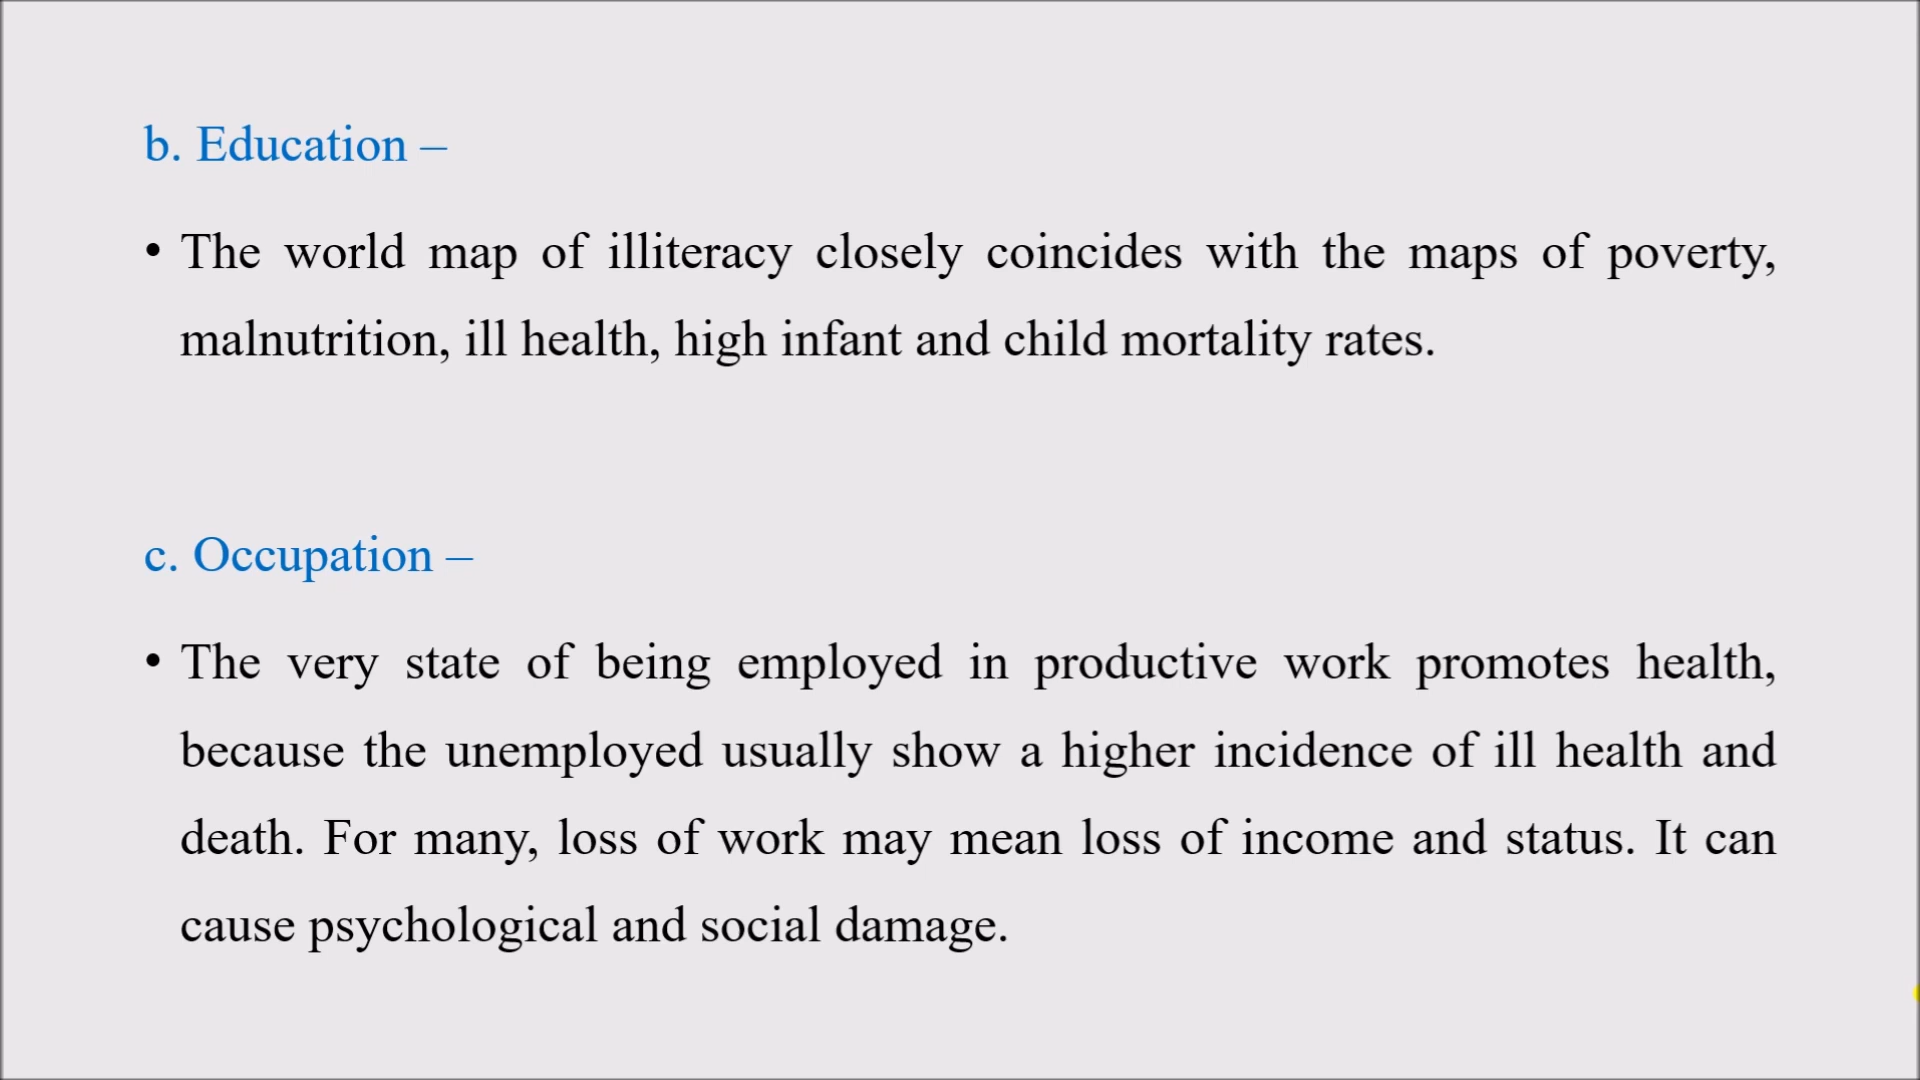 b. Education –
• The world map of illiteracy closely coincides with the maps of poverty,
malnutrition, ill health, high infant and child mortality rates.
c. Occupation –
• The very state of being employed in productive work promotes health,
because the unemployed usually show a higher incidence of ill health and
death. For many, loss of work may mean loss of income and status. It can
cause psychological and social damage.